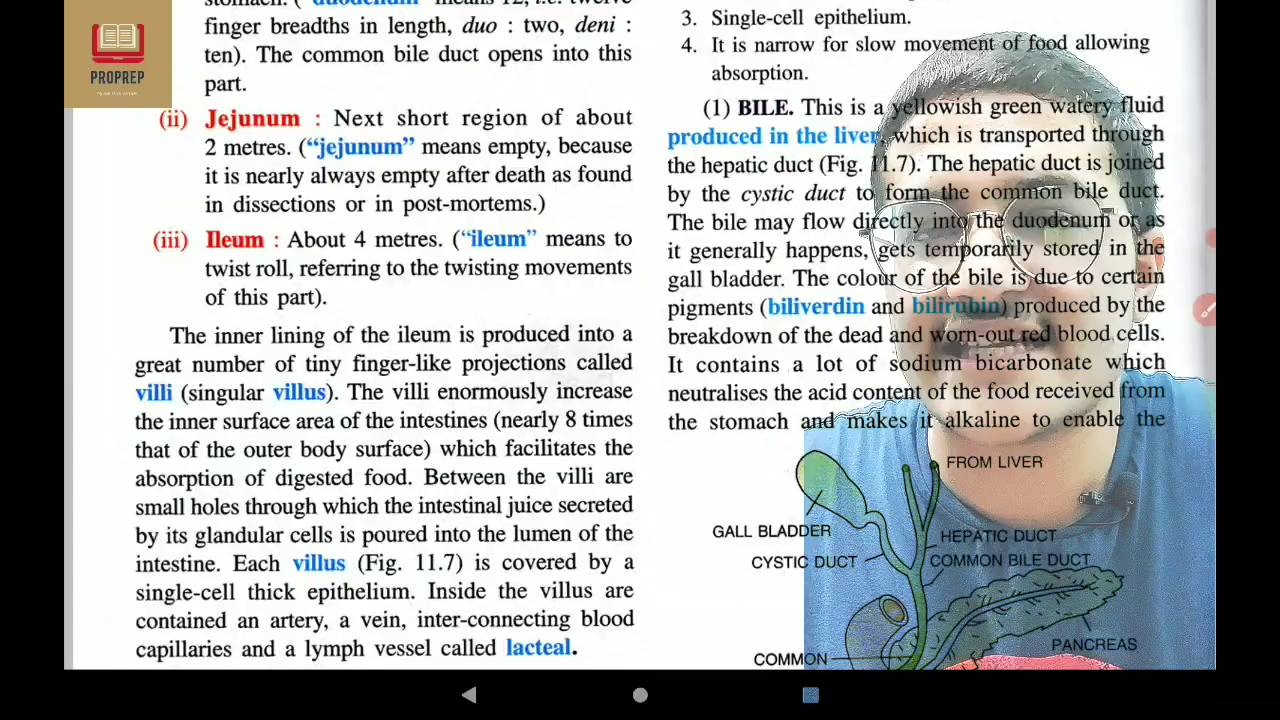 PROPREP
finger breadths in length, duo : two, deni :
ten). The common bile duct opens into this
part.
(ii) Jejunum : Next short region of about
2 metres. ("jejunum" means empty, because
it is nearly always empty after death as found
in dissections or in post-mortems.)
(iii) Ileum : About 4 metres. ("ileum" means to
twist roll, referring to the twisting movements
of this part).
The inner lining of the ileum is produced into a
great number of tiny finger-like projections called
villi (singular villus). The villi enormously increase
the inner surface area of the intestines (nearly 8 times
that of the outer body surface) which facilitates the
absorption of digested food. Between the villi are
small holes through which the intestinal juice secreted
by its glandular cells is poured into the lumen of the
intestine. Each villus (Fig. 11.7) is covered by a
single-cell thick epithelium. Inside the villus are
contained an artery, a vein, inter-connecting blood
capillaries and a lymph vessel called lacteal.
3. Single-cell epithelium.
4. It is narrow for slow movement of food allowing
absorption.
(1) BILE. This is a yellowish green watery fluid
produced in the liver, which is transported through
the hepatic duct (Fig. 11.7). The hepatic duct is joined
by the cystic duct to form the common bile duct.
The bile may flow directly into the duodenum or as
it generally happens, gets temporarily stored in the
gall bladder. The colour of the bile is due to certain
pigments (biliverdin and bilirubin) produced by the
breakdown of the dead and worn-out red blood cells.
It contains a lot of sodium bicarbonate which
neutralises the acid content of the food received from
the stomach and makes it alkaline to enable the
FROM LIVER
GALL BLADDER
HEPATIC DUCT
CYSTIC DUCT
COMMON BILE DUCT
PANCREAS
COMMON